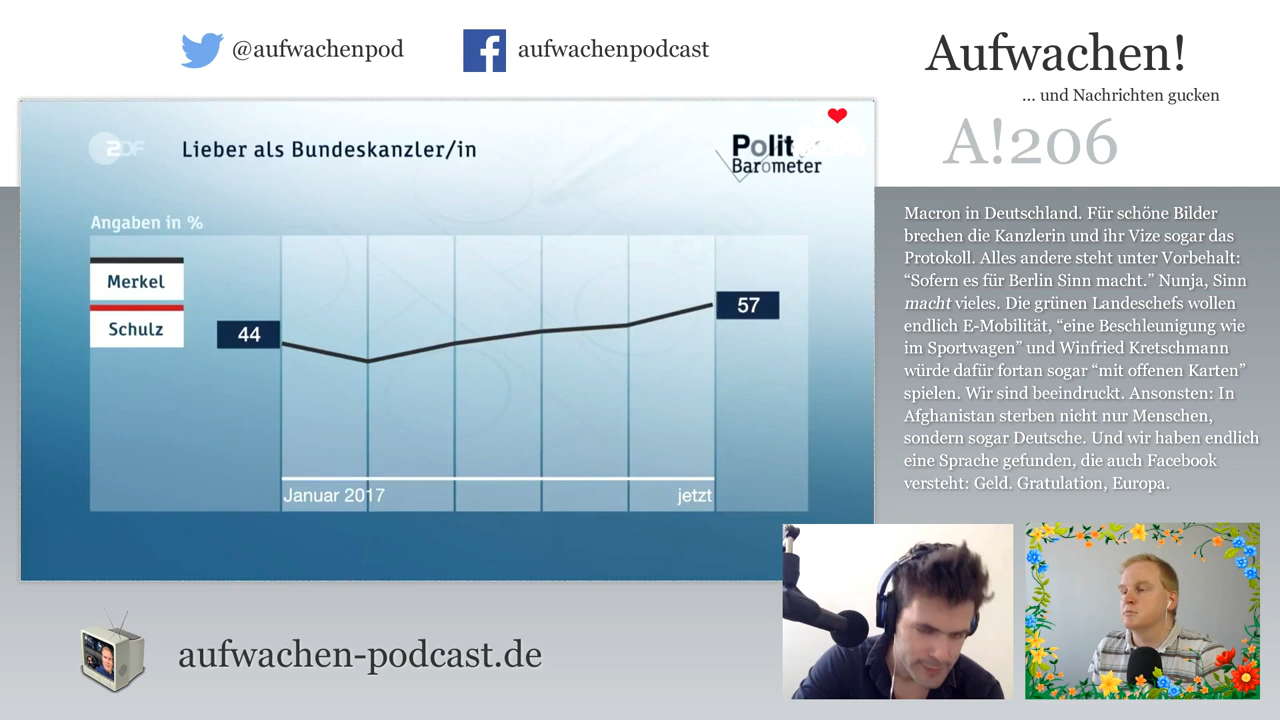 @aufwachenpod
aufwachenpodcast
Aufwachen!
... und Nachrichten gucken
A!206
ZDF
Lieber als Bundeskanzler/in
Polit
Barometer
Angaben in %
Merkel
Schulz
44
57
Januar 2017
jetzt
Macron in Deutschland. Für schöne Bilder
brechen die Kanzlerin und ihr Vize sogar das
Protokoll. Alles andere steht unter Vorbehalt:
“Sofern es für Berlin Sinn macht.” Nunja, Sinn
macht vieles. Die grünen Landeschefs wollen
endlich E-Mobilität, “eine Beschleunigung wie
im Sportwagen” und Winfried Kretschmann
würde dafür fortan sogar “mit offenen Karten”
spielen. Wir sind beeindruckt. Ansonsten: In
Afghanistan sterben nicht nur Menschen,
sondern sogar Deutsche. Und wir haben endlich
eine Sprache gefunden, die auch Facebook
versteht: Geld. Gratulation, Europa.
aufwachen-podcast.de